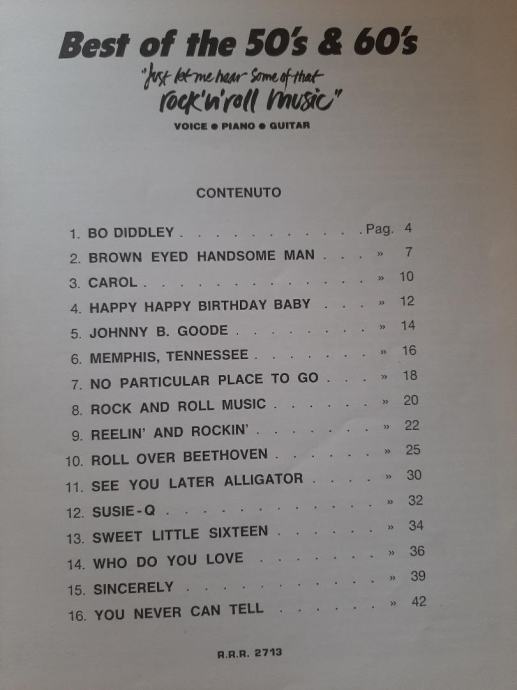 Best of the 50's & 60's
"Just let me hear some of that
rock'n'roll music"
VOICE ● PIANO ● GUITAR
CONTENUTO
1. BO DIDDLEY . . . . . . . . . . . Pag. 4
2. BROWN EYED HANDSOME MAN . . . » 7
3. CAROL . . . . . . . . . . . . . » 10
4. HAPPY HAPPY BIRTHDAY BABY . . . » 12
5. JOHNNY B. GOODE . . . . . . . . » 14
6. MEMPHIS, TENNESSEE . . . . . . . » 16
7. NO PARTICULAR PLACE TO GO . . . » 18
8. ROCK AND ROLL MUSIC . . . . . . » 20
9. REELIN' AND ROCKIN' . . . . . . . » 22
10. ROLL OVER BEETHOVEN . . . . . . » 25
11. SEE YOU LATER ALLIGATOR . . . . » 30
12. SUSIE-Q . . . . . . . . . . . . » 32
13. SWEET LITTLE SIXTEEN . . . . . . » 34
14. WHO DO YOU LOVE . . . . . . . » 36
15. SINCERELY . . . . . . . . . . . » 39
16. YOU NEVER CAN TELL . . . . . . » 42
R.R.R. 2713